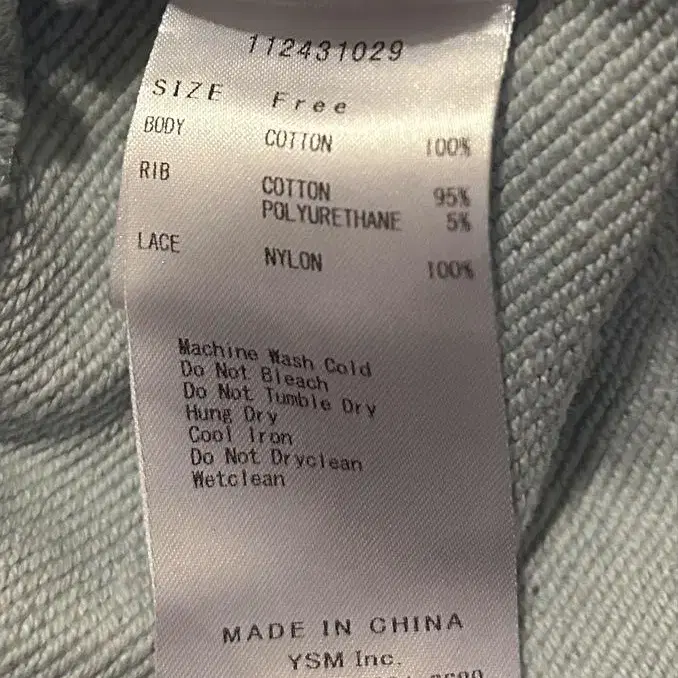 112431029
SIZE Free
BODY COTTON 100%
RIB COTTON 95%
POLYURETHANE 5%
LACE NYLON 100%
Machine Wash Cold
Do Not Bleach
Do Not Tumble Dry
Hung Dry
Cool Iron
Do Not Dryclean
Wetclean
MADE IN CHINA
YSM Inc.